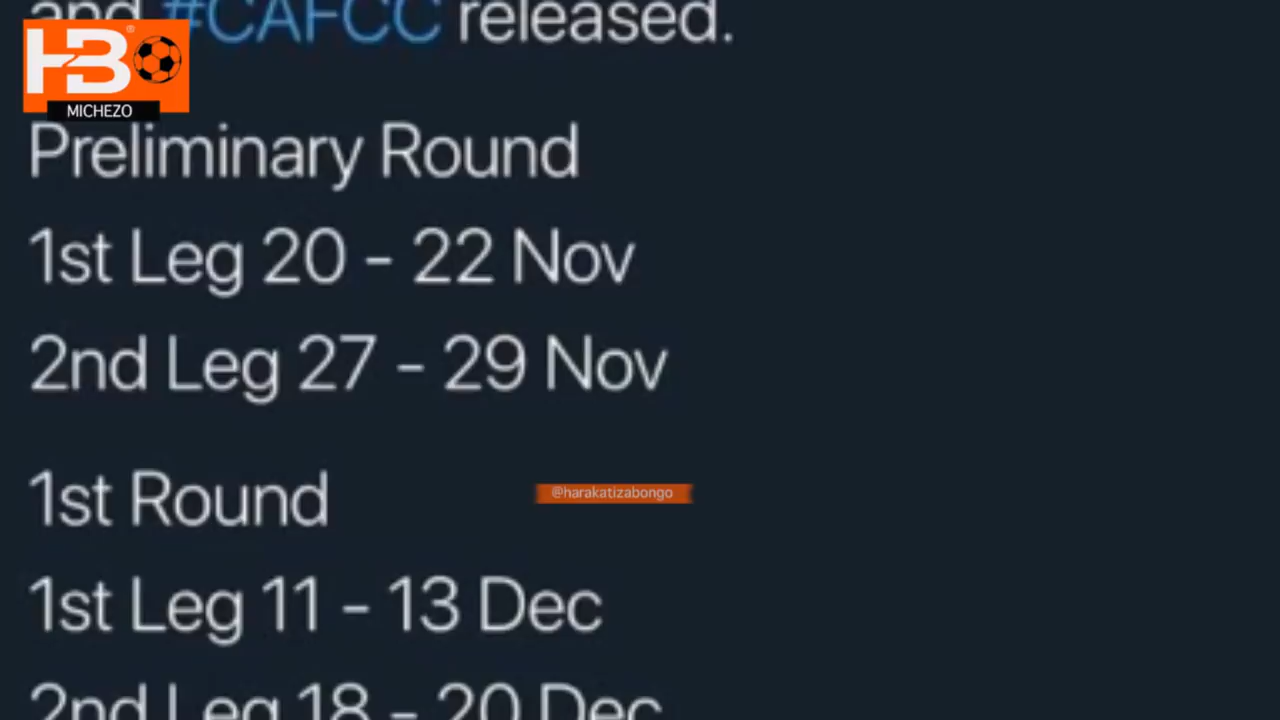 and #CAFCC released.
HB
MICHEZO
Preliminary Round
1st Leg 20 - 22 Nov
2nd Leg 27 - 29 Nov
1st Round
@harakatizabongo
1st Leg 11 - 13 Dec
2nd Leg 18 - 20 Dec